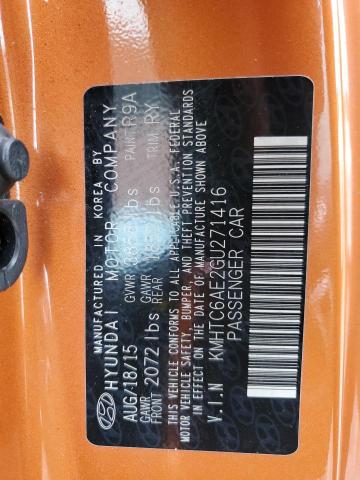 MANUFACTURED IN KOREA BY
HYUNDAI MOTOR COMPANY
AUG/18/15 GVWR lbs PAINT R9A
GAWR FRONT 2072 lbs GAWR REAR lbs TRIM RY
THIS VEHICLE CONFORMS TO ALL APPLICABLE U.S.A. FEDERAL
MOTOR VEHICLE SAFETY, BUMPER, AND THEFT PREVENTION STANDARDS
IN EFFECT ON THE DATE OF MANUFACTURE SHOWN ABOVE
V.I.N KMHTC6AE2GU271416
PASSENGER CAR